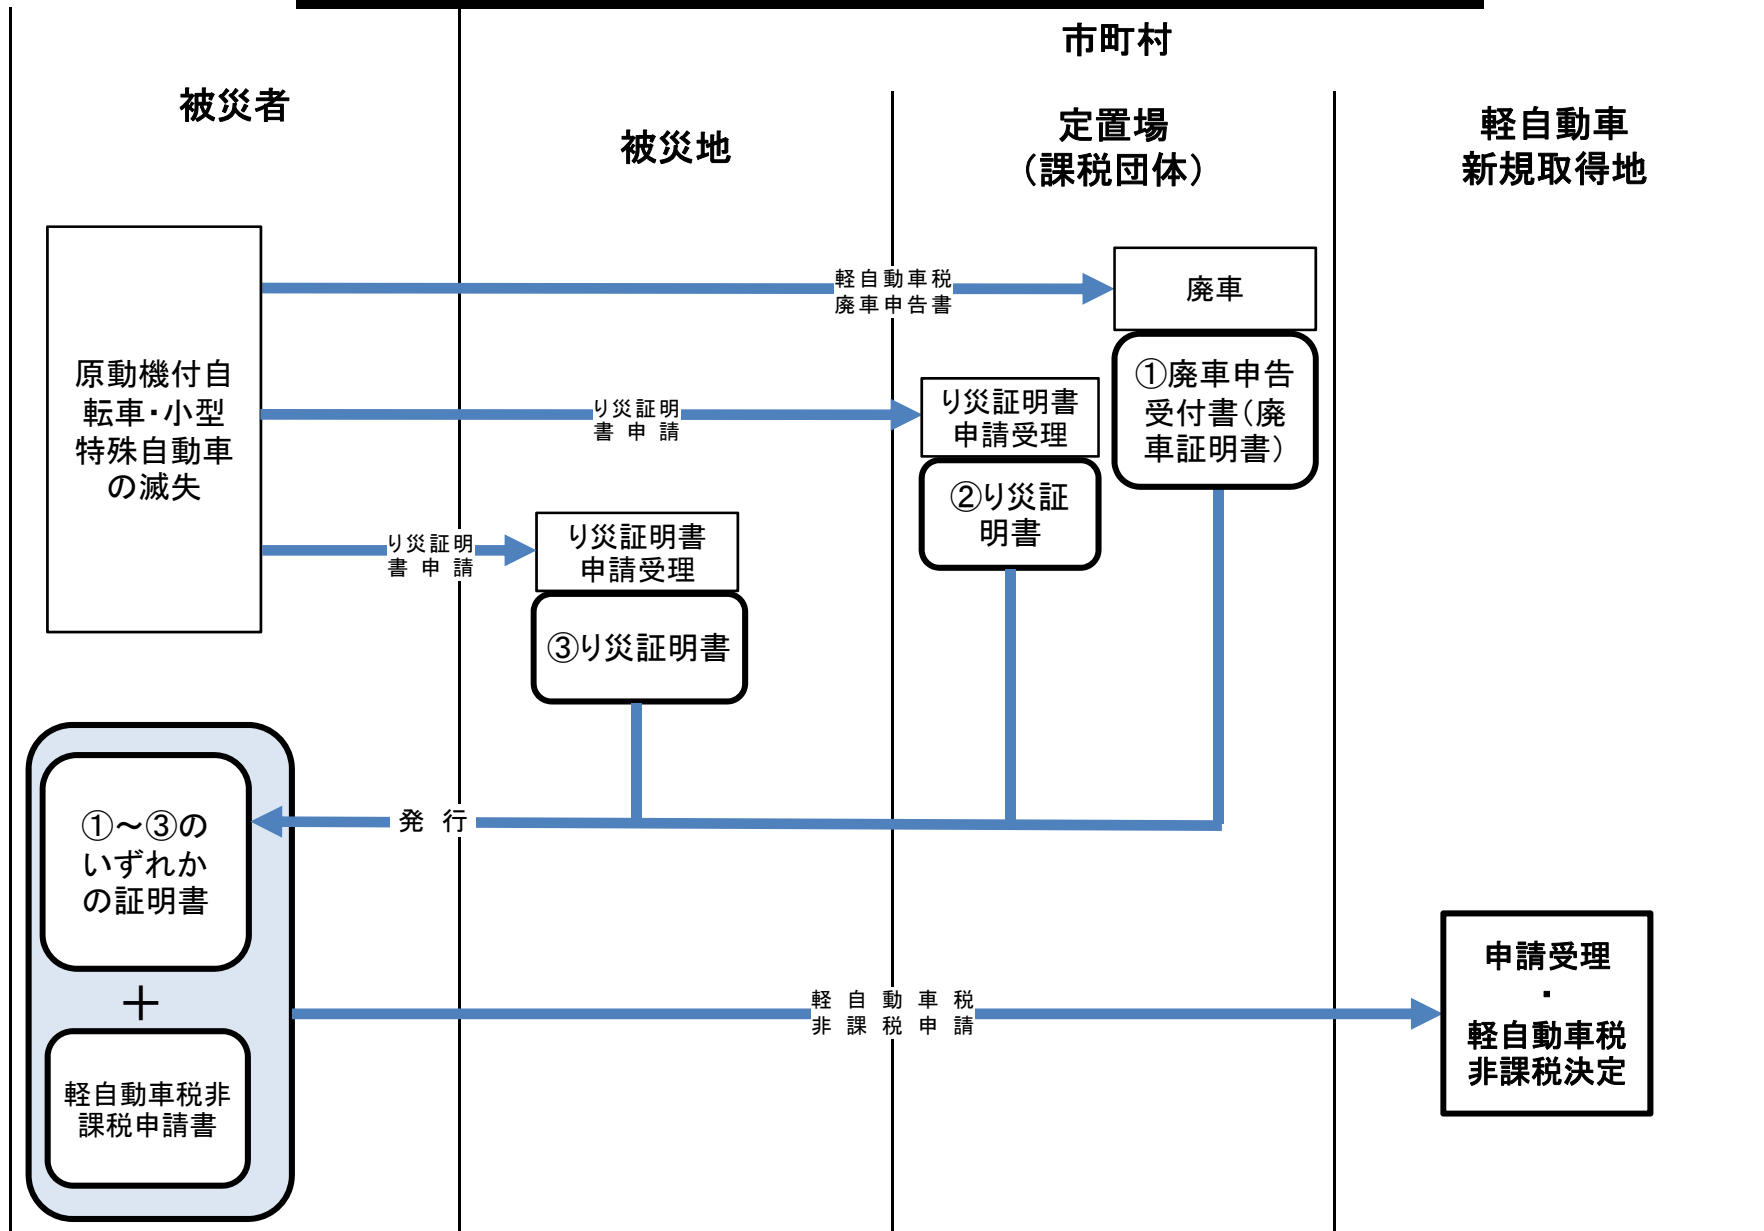 市町村
被災者
被災地
定置場
（課税団体）
軽自動車
新規取得地
原動機付自
転車・小型
特殊自動車
の滅失
軽自動車税
廃車申告書
廃車
①廃車申告
受付書（廃
車証明書）
り災証明
書申請
り災証明書
申請受理
②り災証
明書
り災証明
書申請
り災証明書
申請受理
③り災証明書
発行
①～③の
いずれか
の証明書
＋
軽自動車税非
課税申請書
軽自動車税
非課税申請
申請受理
・
軽自動車税
非課税決定